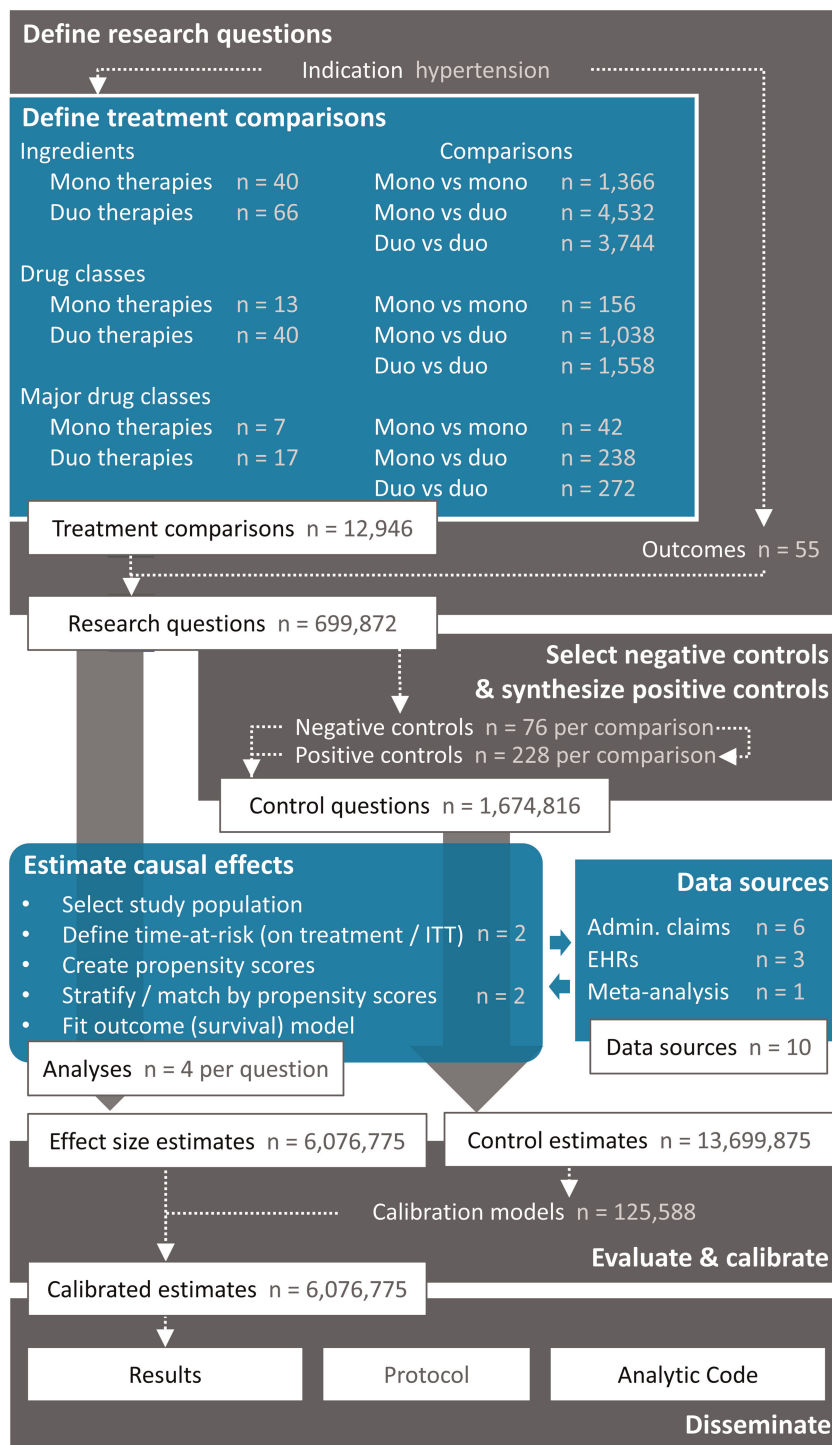 Define research questions
Indication hypertension
Define treatment comparisons
Ingredients Comparisons
Mono therapies n = 40 Mono vs mono n = 1,366
Duo therapies n = 66 Mono vs duo n = 4,532
Duo vs duo n = 3,744
Drug classes
Mono therapies n = 13 Mono vs mono n = 156
Duo therapies n = 40 Mono vs duo n = 1,038
Duo vs duo n = 1,558
Major drug classes
Mono therapies n = 7 Mono vs mono n = 42
Duo therapies n = 17 Mono vs duo n = 238
Duo vs duo n = 272
Treatment comparisons n = 12,946
Outcomes n = 55
Research questions n = 699,872
Select negative controls
& synthesize positive controls
Negative controls n = 76 per comparison
Positive controls n = 228 per comparison
Control questions n = 1,674,816
Estimate causal effects
• Select study population
• Define time-at-risk (on treatment / ITT) n = 2
• Create propensity scores
• Stratify / match by propensity scores n = 2
• Fit outcome (survival) model
Analyses n = 4 per question
Data sources
Admin. claims n = 6
EHRs n = 3
Meta-analysis n = 1
Data sources n = 10
Effect size estimates n = 6,076,775
Control estimates n = 13,699,875
Calibration models n = 125,588
Evaluate & calibrate
Calibrated estimates n = 6,076,775
Results
Protocol
Analytic Code
Disseminate